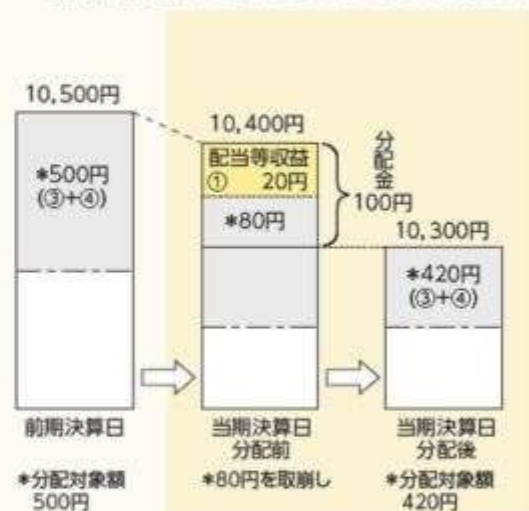 10,500円
*500円
(③+④)
10,400円
配当等収益
① 20円
*80円
分配金
100円
10,300円
*420円
(③+④)
前期決算日
当期決算日
分配前
当期決算日
分配後
*分配対象額
500円
*80円を取崩し
*分配対象額
420円